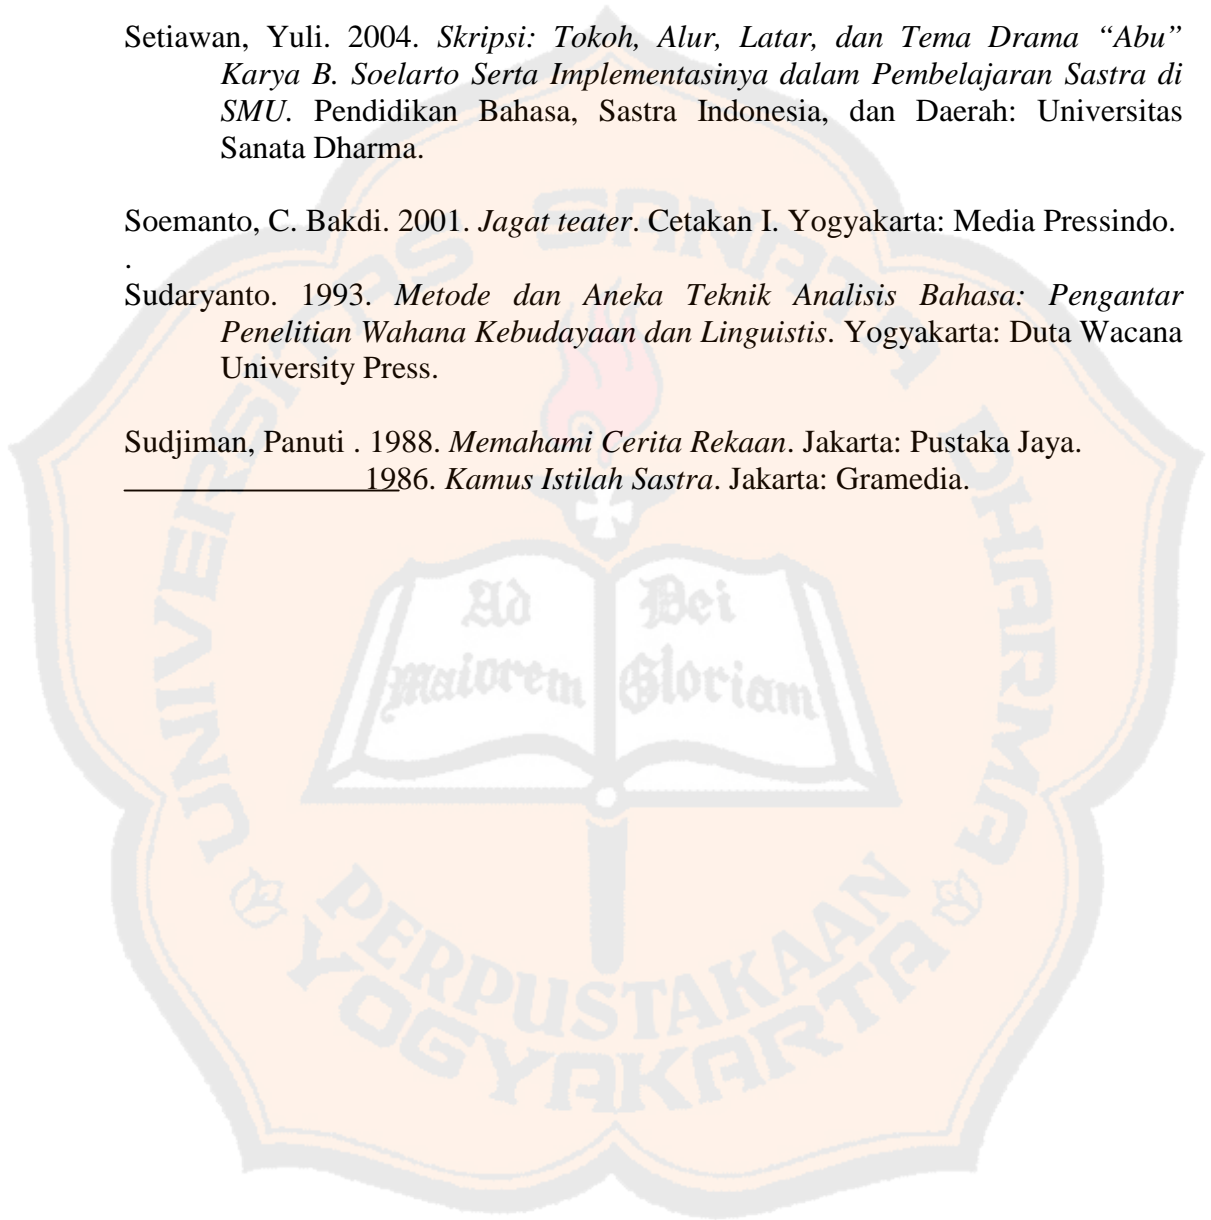 Setiawan, Yuli. 2004. Skripsi: Tokoh, Alur, Latar, dan Tema Drama “Abu”
Karya B. Soelarto Serta Implementasinya dalam Pembelajaran Sastra di
SMU. Pendidikan Bahasa, Sastra Indonesia, dan Daerah: Universitas
Sanata Dharma.
Soemanto, C. Bakdi. 2001. Jagat teater. Cetakan I. Yogyakarta: Media Pressindo.
.
Sudaryanto. 1993. Metode dan Aneka Teknik Analisis Bahasa: Pengantar
Penelitian Wahana Kebudayaan dan Linguistis. Yogyakarta: Duta Wacana
University Press.
Sudjiman, Panuti . 1988. Memahami Cerita Rekaan. Jakarta: Pustaka Jaya.
__________________1986. Kamus Istilah Sastra. Jakarta: Gramedia.
UNIVERSITAS SANATA DHARMA
Ad Dei
maiorem Gloriam
PERPUSTAKAAN
YOGYAKARTA